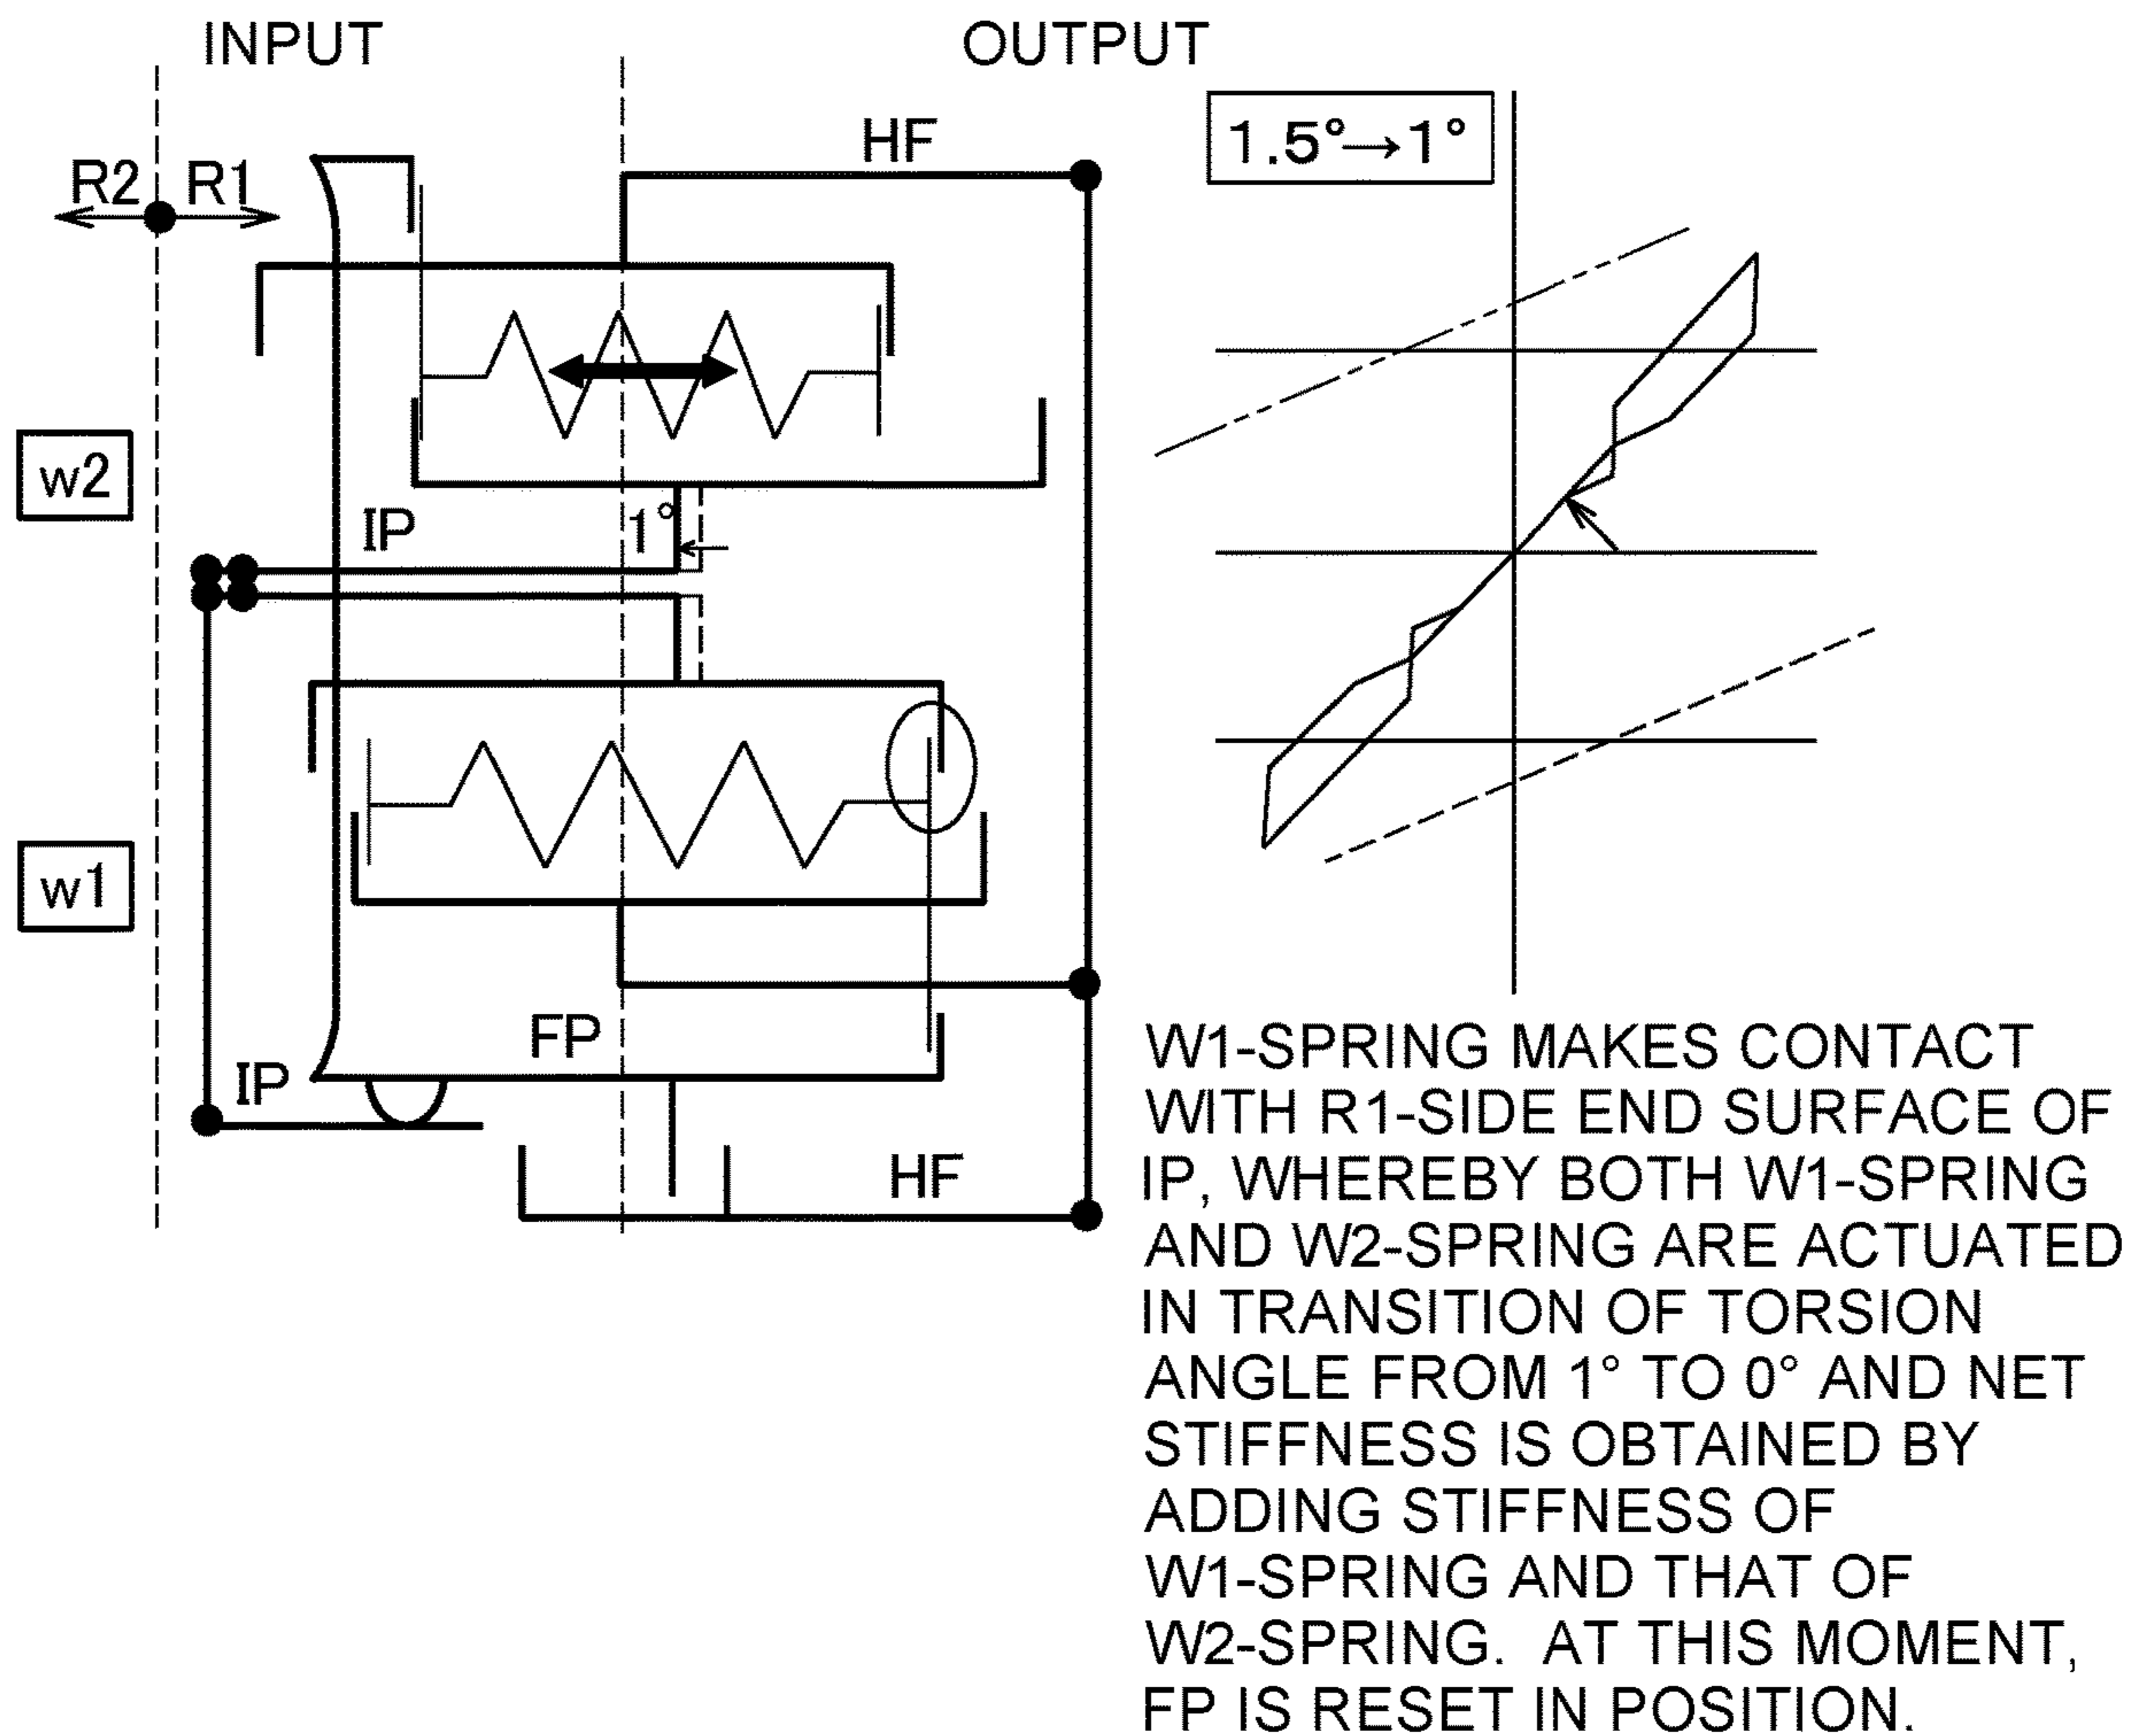 INPUT
OUTPUT
R2
R1
HF
1.5°→1°
w2
IP
1°
w1
FP
IP
HF
W1-SPRING MAKES CONTACT
WITH R1-SIDE END SURFACE OF
IP, WHEREBY BOTH W1-SPRING
AND W2-SPRING ARE ACTUATED
IN TRANSITION OF TORSION
ANGLE FROM 1° TO 0° AND NET
STIFFNESS IS OBTAINED BY
ADDING STIFFNESS OF
W1-SPRING AND THAT OF
W2-SPRING.  AT THIS MOMENT,
FP IS RESET IN POSITION.